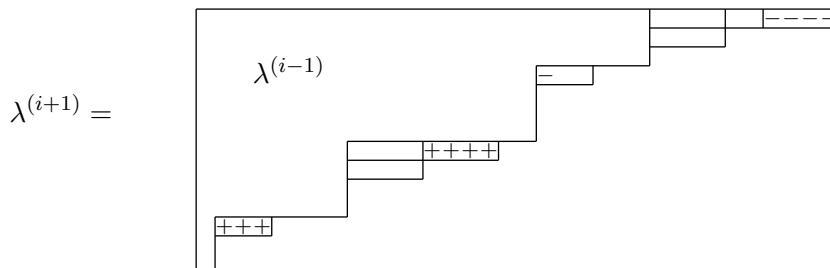 − − − −
λ^{(i−1)}
−
λ^{(i+1)} =
+ + + +
+ + +